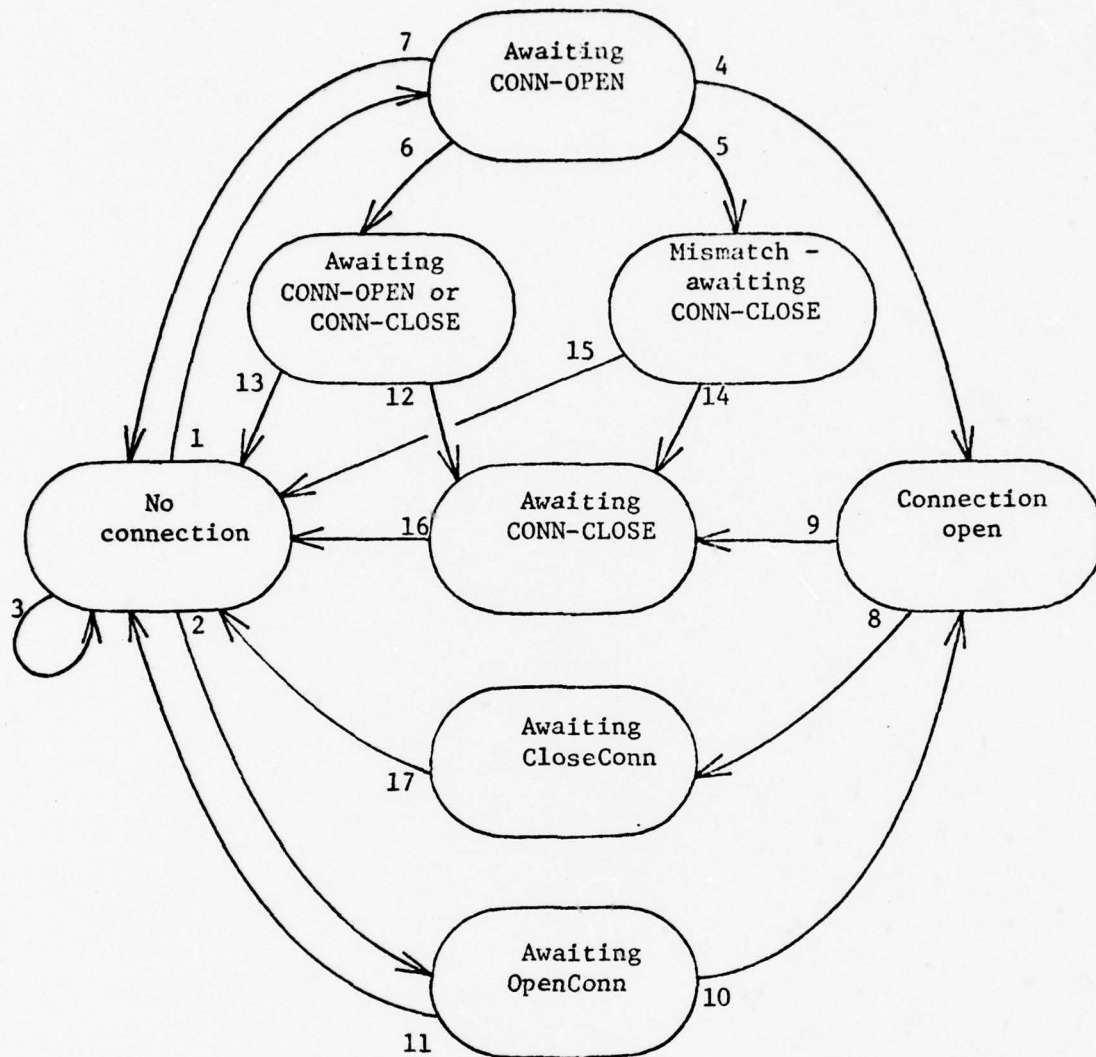 7
Awaiting
CONN-OPEN
4
6
5
Awaiting
CONN-OPEN or
CONN-CLOSE
Mismatch -
awaiting
CONN-CLOSE
13
12
15
14
1
No
connection
16
Awaiting
CONN-CLOSE
9
Connection
open
3
2
8
Awaiting
CloseConn
17
Awaiting
OpenConn
10
11